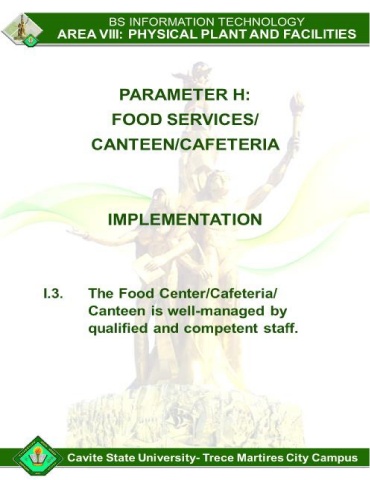 BS INFORMATION TECHNOLOGY
AREA VIII: PHYSICAL PLANT AND FACILITIES
PARAMETER H:
FOOD SERVICES/
CANTEEN/CAFETERIA
IMPLEMENTATION
I.3. The Food Center/Cafeteria/
Canteen is well-managed by
qualified and competent staff.
Cavite State University- Trece Martires City Campus